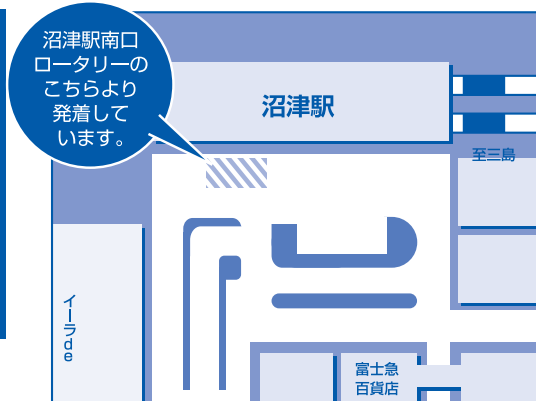 沼津駅南口
ロータリーの
こちらより
発着して
います。
沼津駅
至三島
イーラde
富士急
百貨店